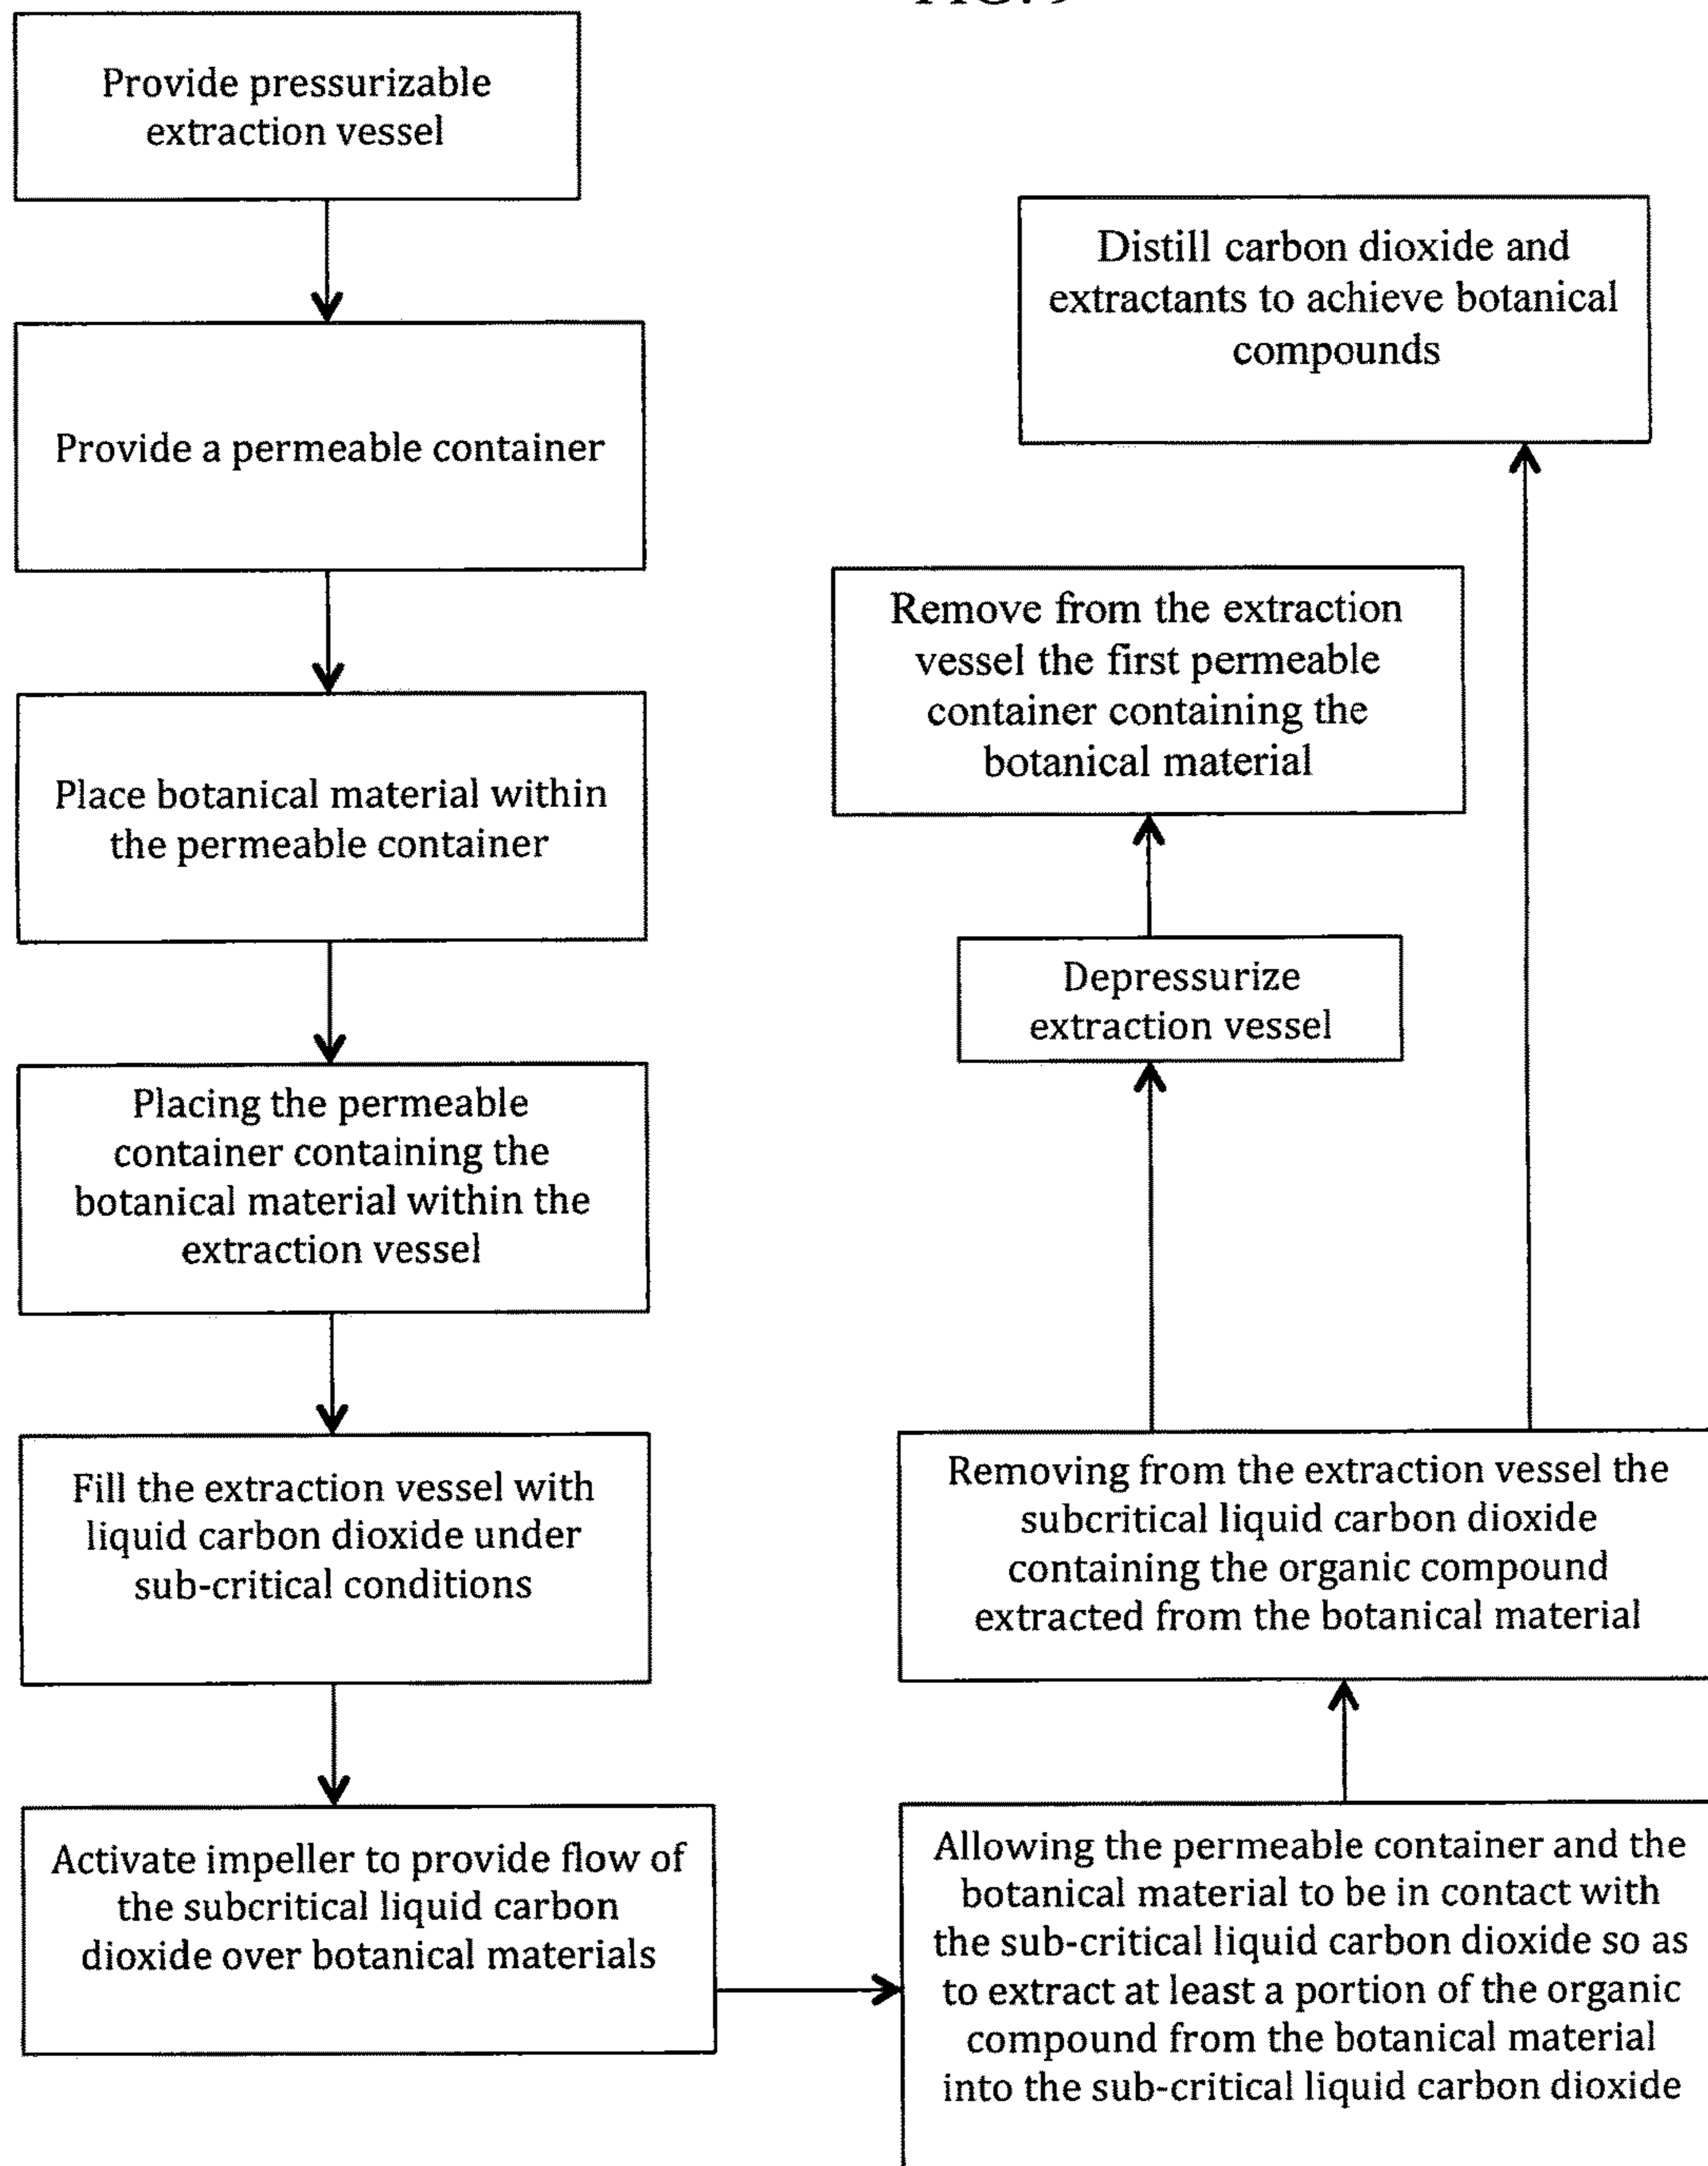 Provide pressurizable
extraction vessel
Provide a permeable container
Place botanical material within
the permeable container
Placing the permeable
container containing the
botanical material within the
extraction vessel
Fill the extraction vessel with
liquid carbon dioxide under
sub-critical conditions
Activate impeller to provide flow of
the subcritical liquid carbon
dioxide over botanical materials
Allowing the permeable container and the
botanical material to be in contact with
the sub-critical liquid carbon dioxide so as
to extract at least a portion of the organic
compound from the botanical material
into the sub-critical liquid carbon dioxide
Removing from the extraction vessel the
subcritical liquid carbon dioxide
containing the organic compound
extracted from the botanical material
Depressurize
extraction vessel
Remove from the extraction
vessel the first permeable
container containing the
botanical material
Distill carbon dioxide and
extractants to achieve botanical
compounds